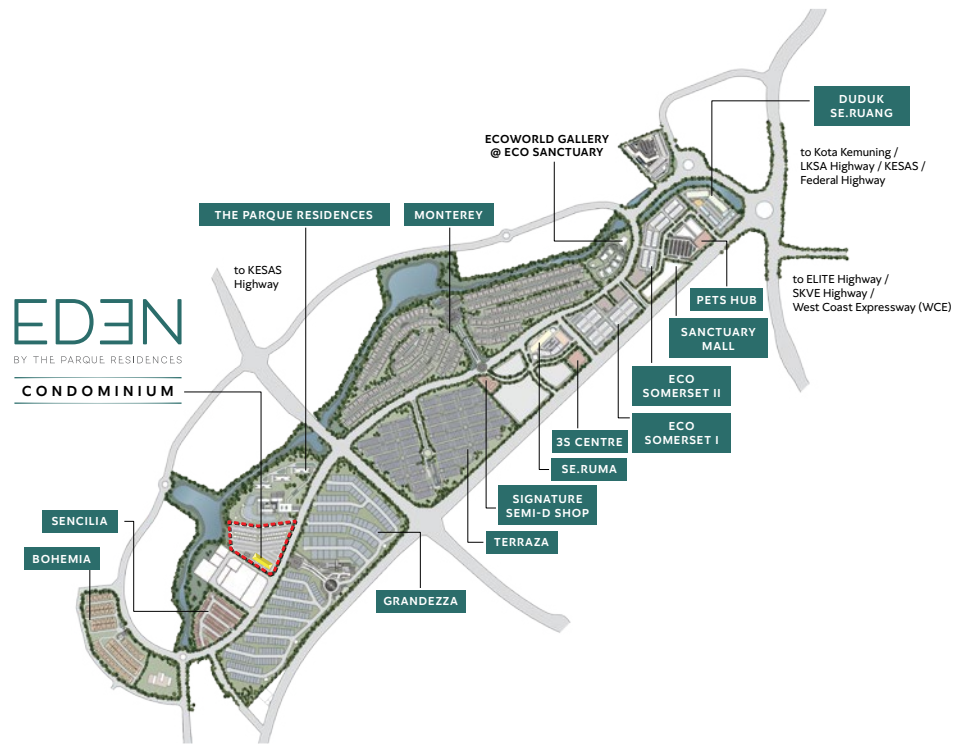 DUDUK
SE.RUANG
ECOWORLD GALLERY
@ ECO SANCTUARY
to Kota Kemuning /
LKSA Highway / KESAS /
Federal Highway
THE PARQUE RESIDENCES
MONTEREY
to KESAS
Highway
to ELITE Highway /
SKVE Highway /
West Coast Expressway (WCE)
PETS HUB
EDEN
BY THE PARQUE RESIDENCES
CONDOMINIUM
SANCTUARY
MALL
ECO
SOMERSET II
ECO
SOMERSET I
3S CENTRE
SE.RUMA
SIGNATURE
SEMI-D SHOP
SENCILIA
TERRAZA
BOHEMIA
GRANDEZZA